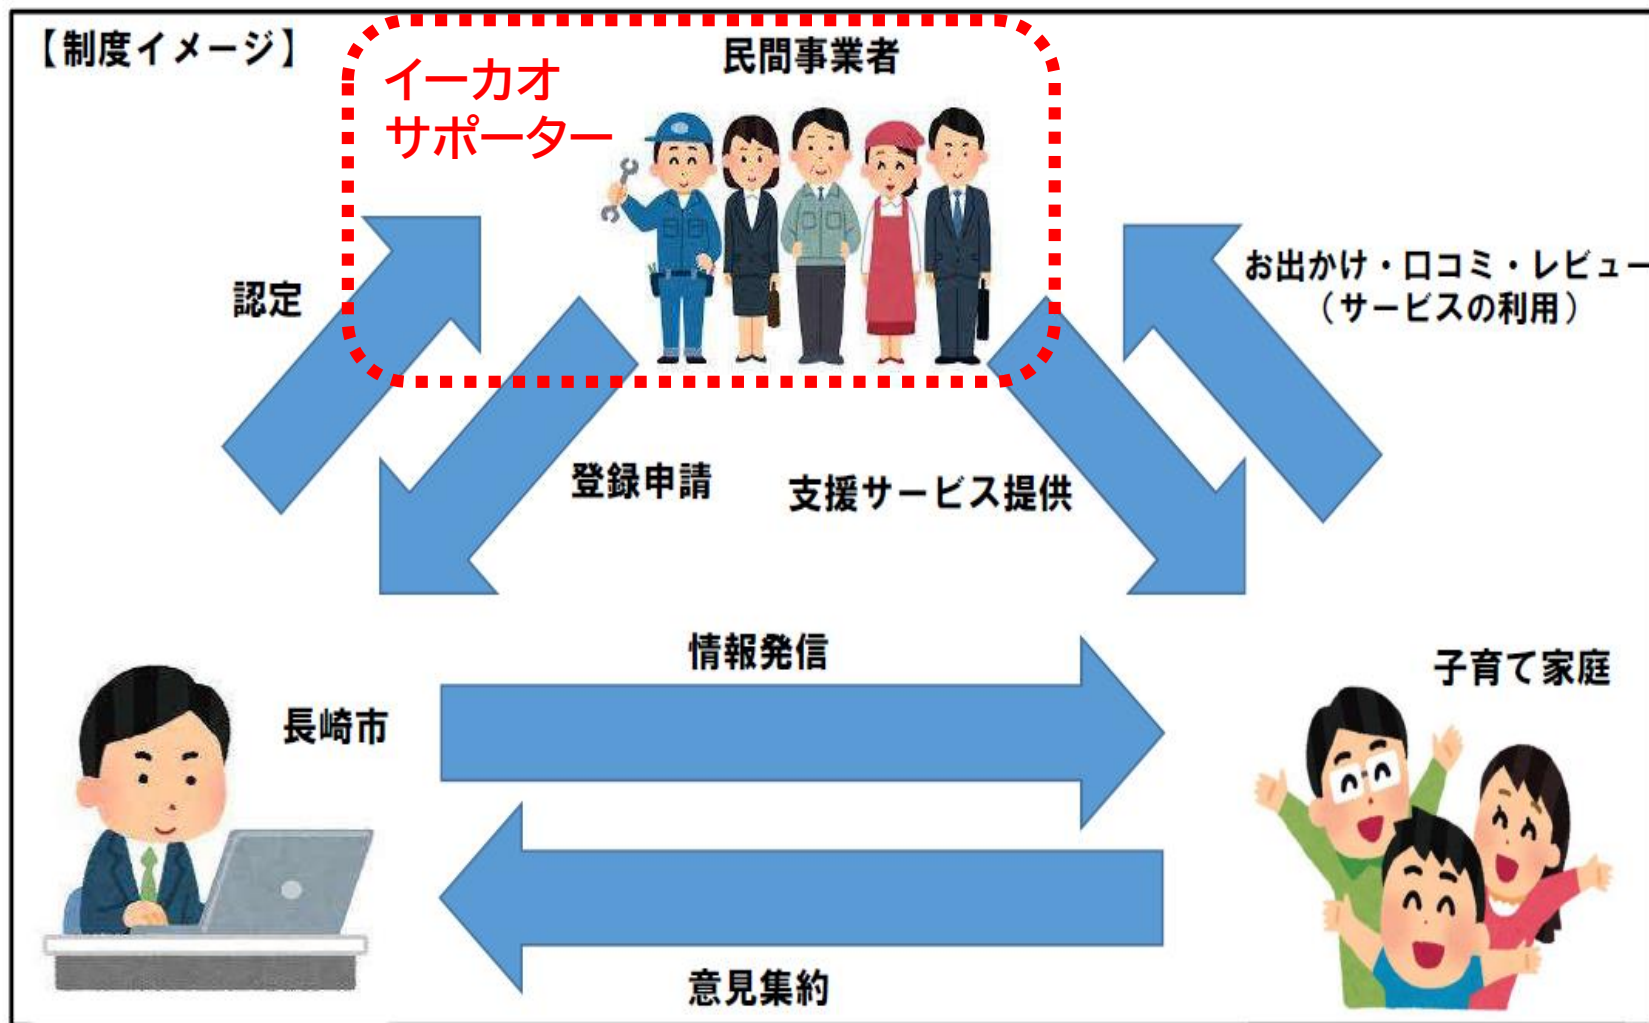 【制度イメージ】
イーカオ
サポーター
民間事業者
認定
お出かけ・口コミ・レビュー
（サービスの利用）
登録申請
支援サービス提供
情報発信
長崎市
子育て家庭
意見集約